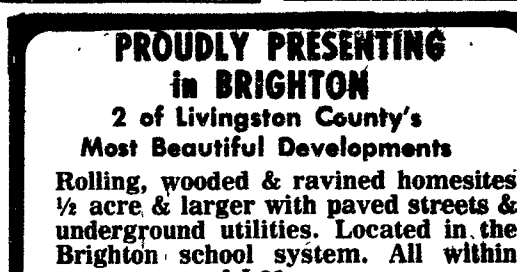 PROUDLY PRESENTING
in BRIGHTON
2 of Livingston County's
Most Beautiful Developments
Rolling, wooded & ravined homesites
½ acre & larger with paved streets &
underground utilities. Located in the
Brighton school system. All within